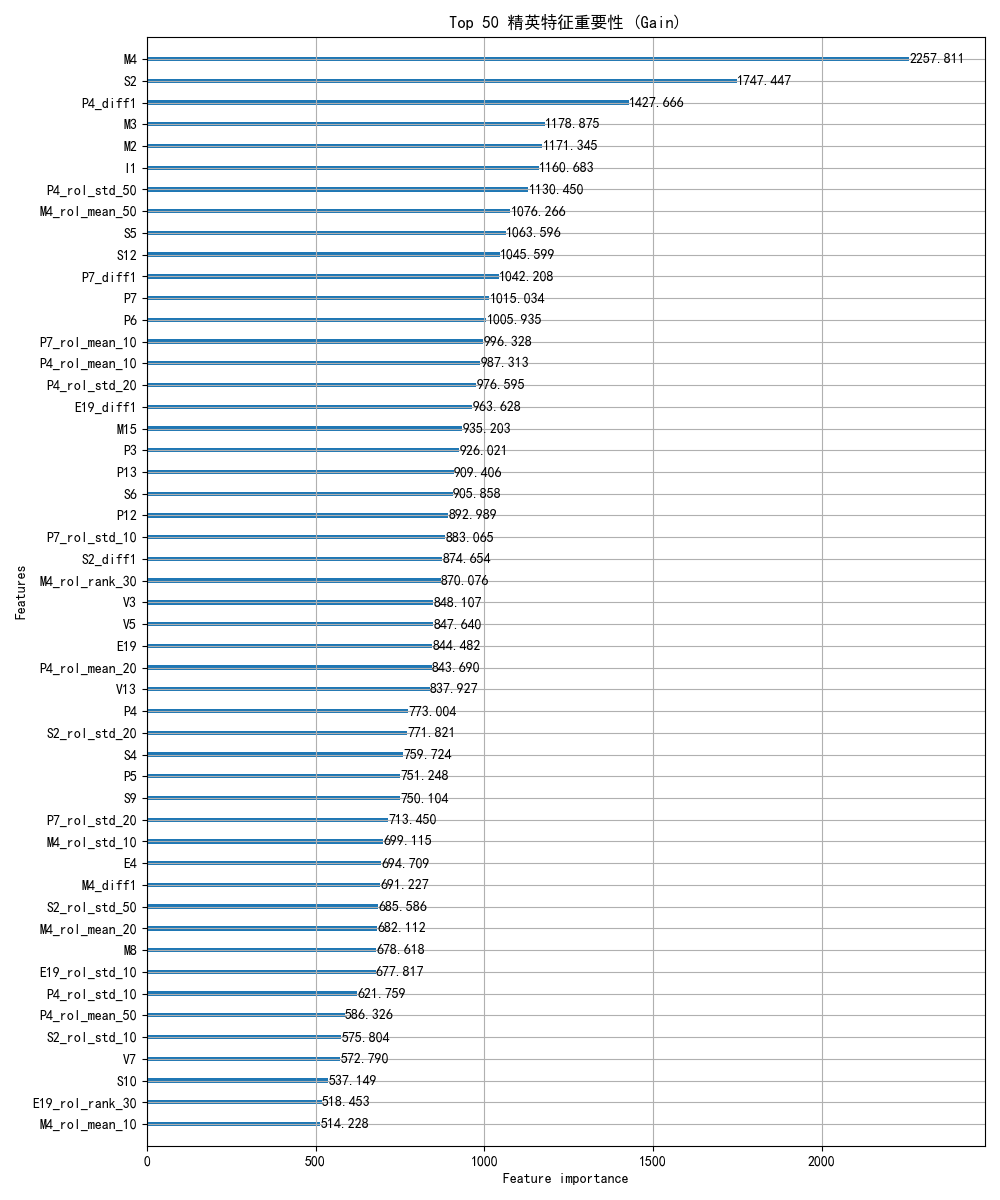 Top 50 精英特征重要性 (Gain)
M4 2257.811
S2 1747.447
P4_diff1 1427.666
M3 1178.875
M2 1171.345
I1 1160.683
P4_rol_std_50 1130.450
M4_rol_mean_50 1076.266
S5 1063.596
S12 1045.599
P7_diff1 1042.208
P7 1015.034
P6 1005.935
P7_rol_mean_10 996.328
P4_rol_mean_10 987.313
P4_rol_std_20 976.595
E19_diff1 963.628
M15 935.203
P3 926.021
P13 909.406
S6 905.858
P12 892.989
P7_rol_std_10 883.065
S2_diff1 874.654
M4_rol_rank_30 870.076
V3 848.107
V5 847.640
E19 844.482
P4_rol_mean_20 843.690
V13 837.927
P4 773.004
S2_rol_std_20 771.821
S4 759.724
P5 751.248
S9 750.104
P7_rol_std_20 713.450
M4_rol_std_10 699.115
E4 694.709
M4_diff1 691.227
S2_rol_std_50 685.586
M4_rol_mean_20 682.112
M8 678.618
E19_rol_std_10 677.817
P4_rol_std_10 621.759
P4_rol_mean_50 586.326
S2_rol_std_10 575.804
V7 572.790
S10 537.149
E19_rol_rank_30 518.453
M4_rol_mean_10 514.228
Features
0 500 1000 1500 2000
Feature importance